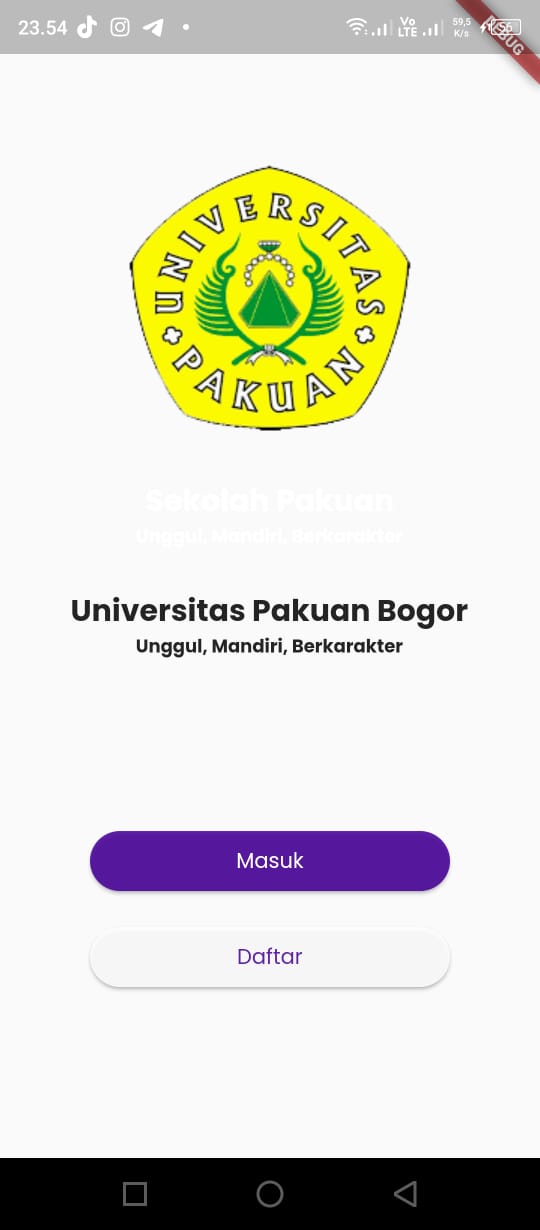 23.54
Vo
LTE
59,5
K/s
56
DEBUG
UNIVERSITAS
PAKUAN
Sekolah Pakuan
Unggul, Mandiri, Berkarakter
Universitas Pakuan Bogor
Unggul, Mandiri, Berkarakter
Masuk
Daftar